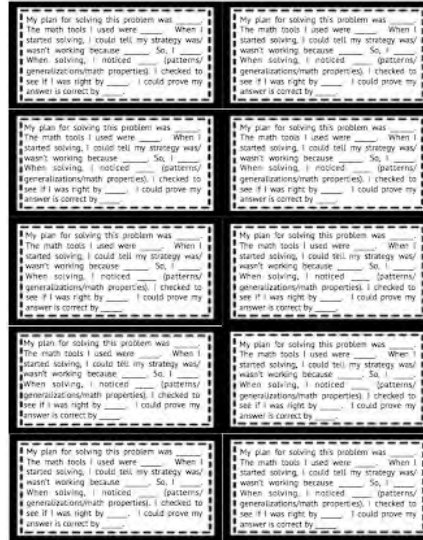 My plan for solving this problem was _____.
The math tools I used were _____. When I
started solving, I could tell my strategy was/
wasn't working because _____. So, I _____.
When solving, I noticed _____ (patterns/
generalizations/math properties). I checked to
see if I was right by _____. I could prove my
answer is correct by _____.
My plan for solving this problem was _____.
The math tools I used were _____. When I
started solving, I could tell my strategy was/
wasn't working because _____. So, I _____.
When solving, I noticed _____ (patterns/
generalizations/math properties). I checked to
see if I was right by _____. I could prove my
answer is correct by _____.
My plan for solving this problem was _____.
The math tools I used were _____. When I
started solving, I could tell my strategy was/
wasn't working because _____. So, I _____.
When solving, I noticed _____ (patterns/
generalizations/math properties). I checked to
see if I was right by _____. I could prove my
answer is correct by _____.
My plan for solving this problem was _____.
The math tools I used were _____. When I
started solving, I could tell my strategy was/
wasn't working because _____. So, I _____.
When solving, I noticed _____ (patterns/
generalizations/math properties). I checked to
see if I was right by _____. I could prove my
answer is correct by _____.
My plan for solving this problem was _____.
The math tools I used were _____. When I
started solving, I could tell my strategy was/
wasn't working because _____. So, I _____.
When solving, I noticed _____ (patterns/
generalizations/math properties). I checked to
see if I was right by _____. I could prove my
answer is correct by _____.
My plan for solving this problem was _____.
The math tools I used were _____. When I
started solving, I could tell my strategy was/
wasn't working because _____. So, I _____.
When solving, I noticed _____ (patterns/
generalizations/math properties). I checked to
see if I was right by _____. I could prove my
answer is correct by _____.
My plan for solving this problem was _____.
The math tools I used were _____. When I
started solving, I could tell my strategy was/
wasn't working because _____. So, I _____.
When solving, I noticed _____ (patterns/
generalizations/math properties). I checked to
see if I was right by _____. I could prove my
answer is correct by _____.
My plan for solving this problem was _____.
The math tools I used were _____. When I
started solving, I could tell my strategy was/
wasn't working because _____. So, I _____.
When solving, I noticed _____ (patterns/
generalizations/math properties). I checked to
see if I was right by _____. I could prove my
answer is correct by _____.
My plan for solving this problem was _____.
The math tools I used were _____. When I
started solving, I could tell my strategy was/
wasn't working because _____. So, I _____.
When solving, I noticed _____ (patterns/
generalizations/math properties). I checked to
see if I was right by _____. I could prove my
answer is correct by _____.
My plan for solving this problem was _____.
The math tools I used were _____. When I
started solving, I could tell my strategy was/
wasn't working because _____. So, I _____.
When solving, I noticed _____ (patterns/
generalizations/math properties). I checked to
see if I was right by _____. I could prove my
answer is correct by _____.